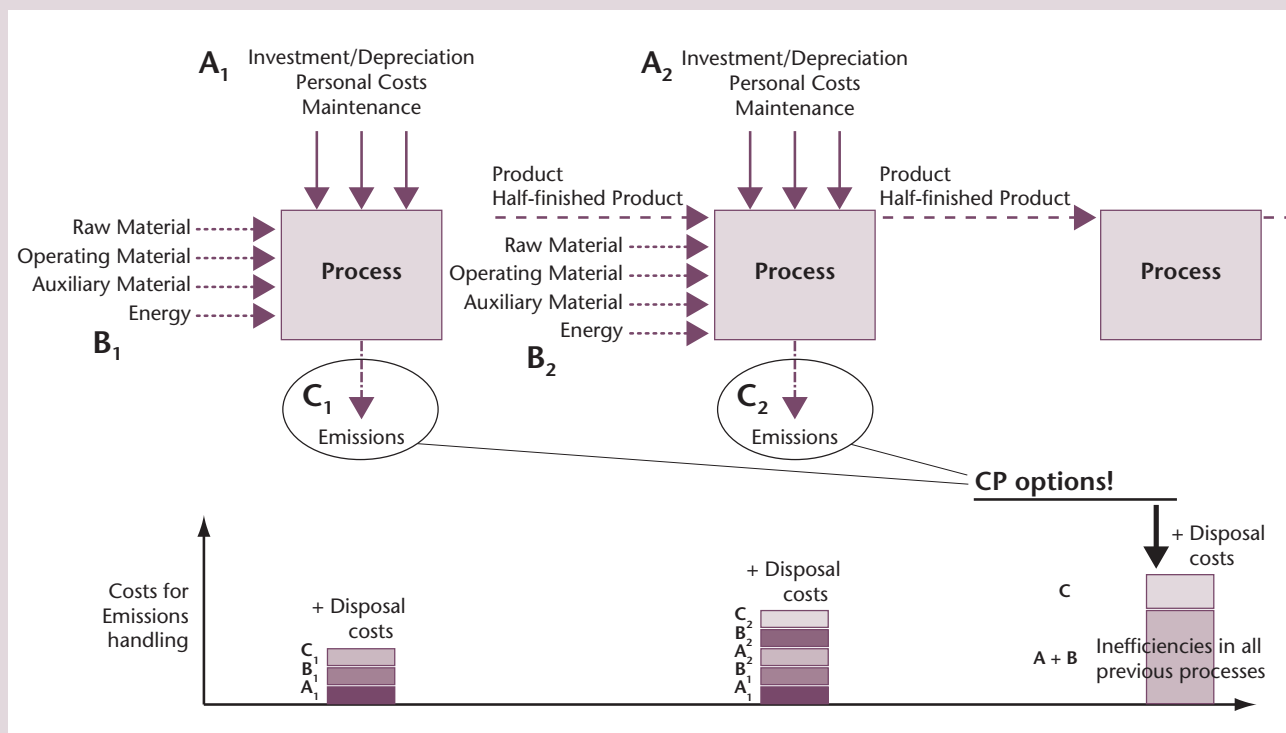 A1
Investment/Depreciation
Personal Costs
Maintenance
A2
Investment/Depreciation
Personal Costs
Maintenance
Product
Half-finished Product
Product
Half-finished Product
Raw Material
Operating Material
Auxiliary Material
Energy
B1
Process
Raw Material
Operating Material
Auxiliary Material
Energy
B2
Process
Process
C1
Emissions
C2
Emissions
CP options!
Costs for
Emissions
handling
+ Disposal
costs
C1
B1
A1
+ Disposal
costs
C2
B2
A2
B1
A1
+ Disposal
costs
C
A + B
Inefficiencies in all
previous processes